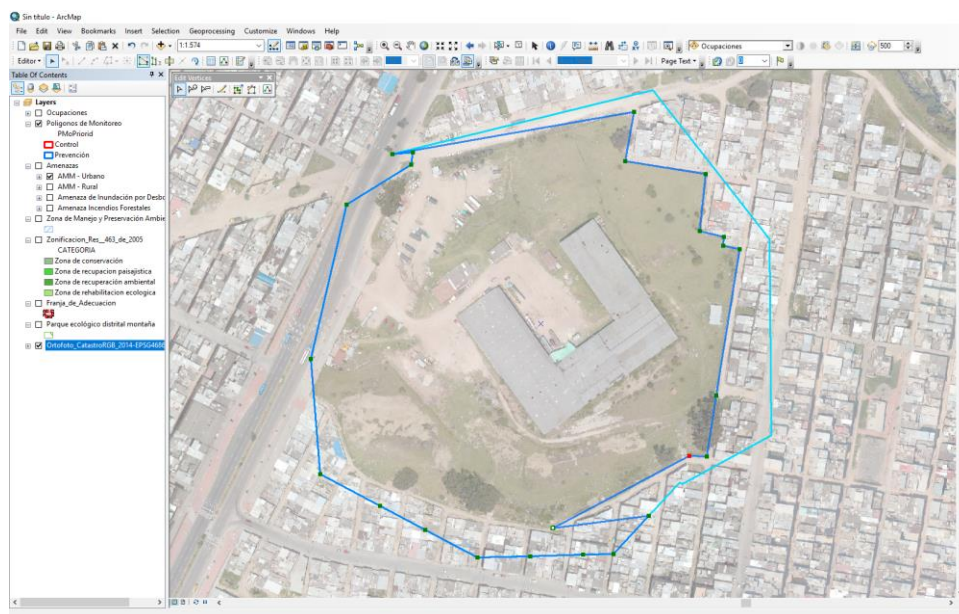 Sin título - ArcMap
File Edit View Bookmarks Insert Selection Geoprocessing Customize Windows Help
1:1.574
Ocupaciones
500
Editor
Page Text
Table Of Contents
Edit Vertices
Layers
Ocupaciones
Poligonos de Monitoreo
PMoPriorid
Control
Prevención
Amenazas
AMM - Urbano
AMM - Rural
Amenaza de Inundación por Desbo
Amenaza Incendios Forestales
Zona de Manejo y Preservación Ambie
Zonificacion_Res__463_de_2005
CATEGORIA
Zona de conservación
Zona de recupacion paisajistica
Zona de recuperación ambiental
Zona de rehabilitacion ecologica
Franja_de_Adecuacion
Parque ecológico distrital montaña
Ortofoto_CatastroRGB_2014-EPSG4686